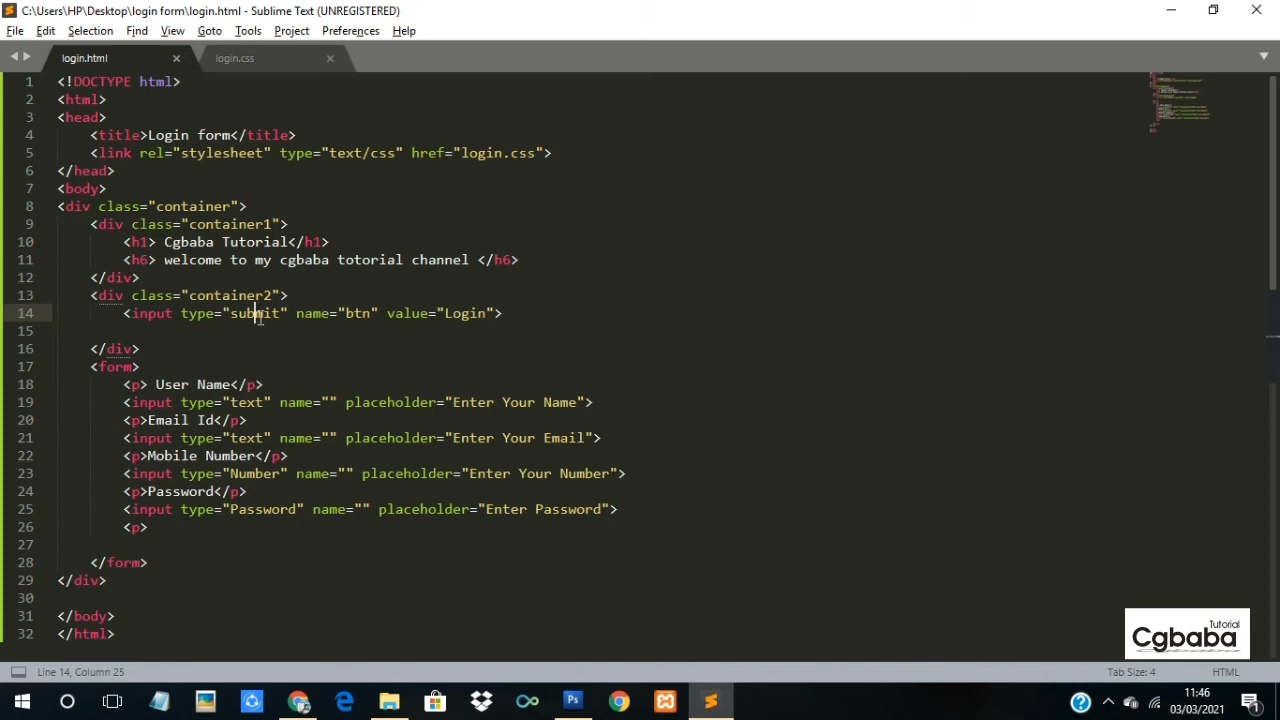 C:\Users\HP\Desktop\login form\login.html - Sublime Text (UNREGISTERED)
File Edit Selection Find View Goto Tools Project Preferences Help
login.html login.css
1 <!DOCTYPE html>
2 <html>
3 <head>
4 <title>Login form</title>
5 <link rel="stylesheet" type="text/css" href="login.css">
6 </head>
7 <body>
8 <div class="container">
9 <div class="container1">
10 <h1> Cgbaba Tutorial</h1>
11 <h6> welcome to my cgbaba totorial channel </h6>
12 </div>
13 <div class="container2">
14 <input type="submit" name="btn" value="Login">
15
16 </div>
17 <form>
18 <p> User Name</p>
19 <input type="text" name="" placeholder="Enter Your Name">
20 <p>Email Id</p>
21 <input type="text" name="" placeholder="Enter Your Email">
22 <p>Mobile Number</p>
23 <input type="Number" name="" placeholder="Enter Your Number">
24 <p>Password</p>
25 <input type="Password" name="" placeholder="Enter Password">
26 <p>
27
28 </form>
29 </div>
30
31 </body>
32 </html>
Tutorial
Cgbaba
Line 14, Column 25 Tab Size: 4 HTML
Ps
11:46
03/03/2021
1